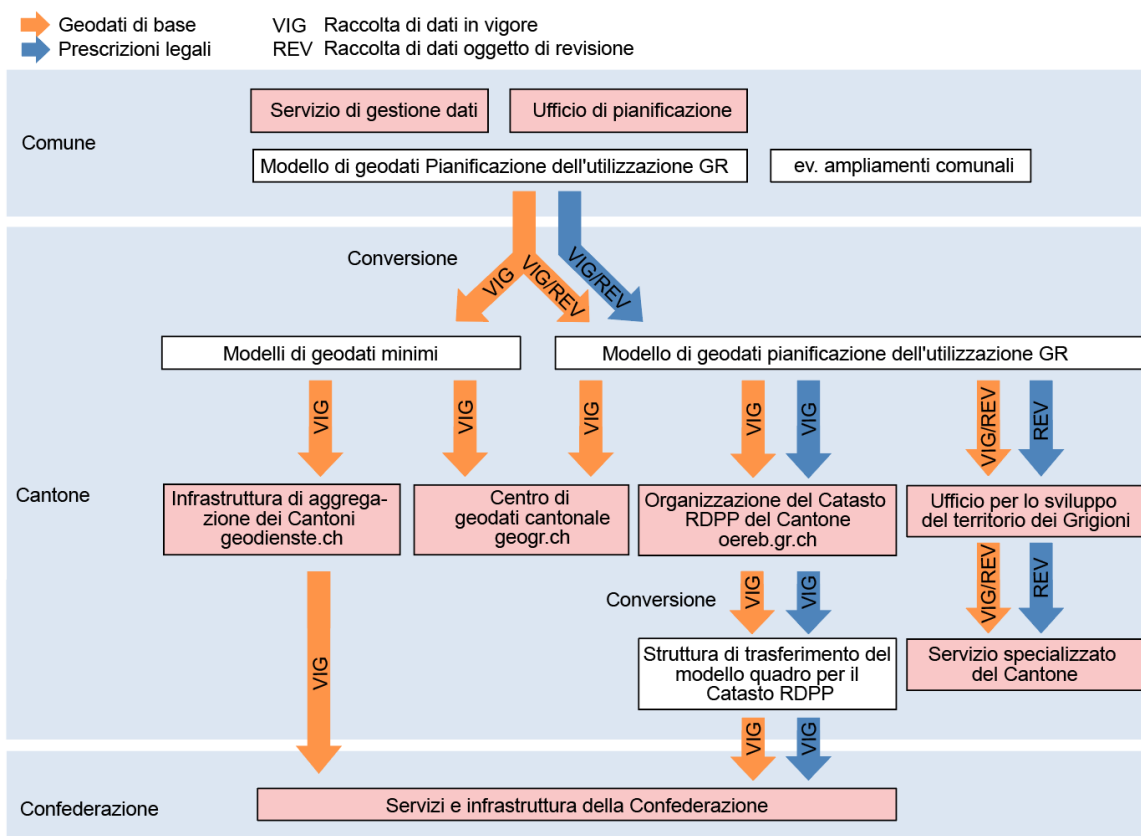 Geodati di base
VIG Raccolta di dati in vigore
Prescrizioni legali
REV Raccolta di dati oggetto di revisione
Comune
Servizio di gestione dati
Ufficio di pianificazione
Modello di geodati Pianificazione dell'utilizzazione GR
ev. ampliamenti comunali
Conversione
VIG
VIG/REV
VIG/REV
Modelli di geodati minimi
Modello di geodati pianificazione dell'utilizzazione GR
VIG
VIG
VIG
VIG
VIG
VIG/REV
REV
Cantone
Infrastruttura di aggrega-
zione dei Cantoni
geodienste.ch
Centro di
geodati cantonale
geogr.ch
Organizzazione del Catasto
RDPP del Cantone
oereb.gr.ch
Ufficio per lo sviluppo
del territorio dei Grigioni
VIG
Conversione
VIG
VIG
VIG/REV
REV
Struttura di trasferimento del
modello quadro per il
Catasto RDPP
Servizio specializzato
del Cantone
VIG
VIG
Confederazione
Servizi e infrastruttura della Confederazione